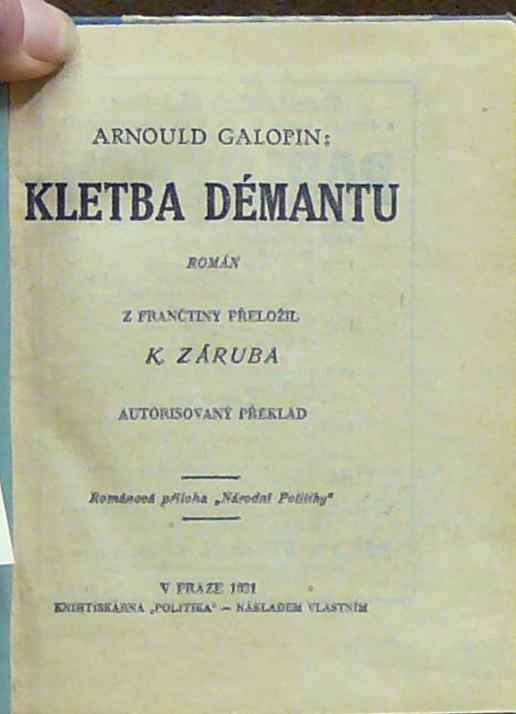 ARNOULD GALOPIN:
KLETBA DÉMANTU
ROMÁN
Z FRANČTINY PŘELOŽIL
K. ZÁRUBA
AUTORISOVANÝ PŘEKLAD
Románová příloha „Národní Politiky“
V PRAZE 1931
KNIHTISKÁRNA „POLITIKA“ — NÁKLADEM VLASTNÍM